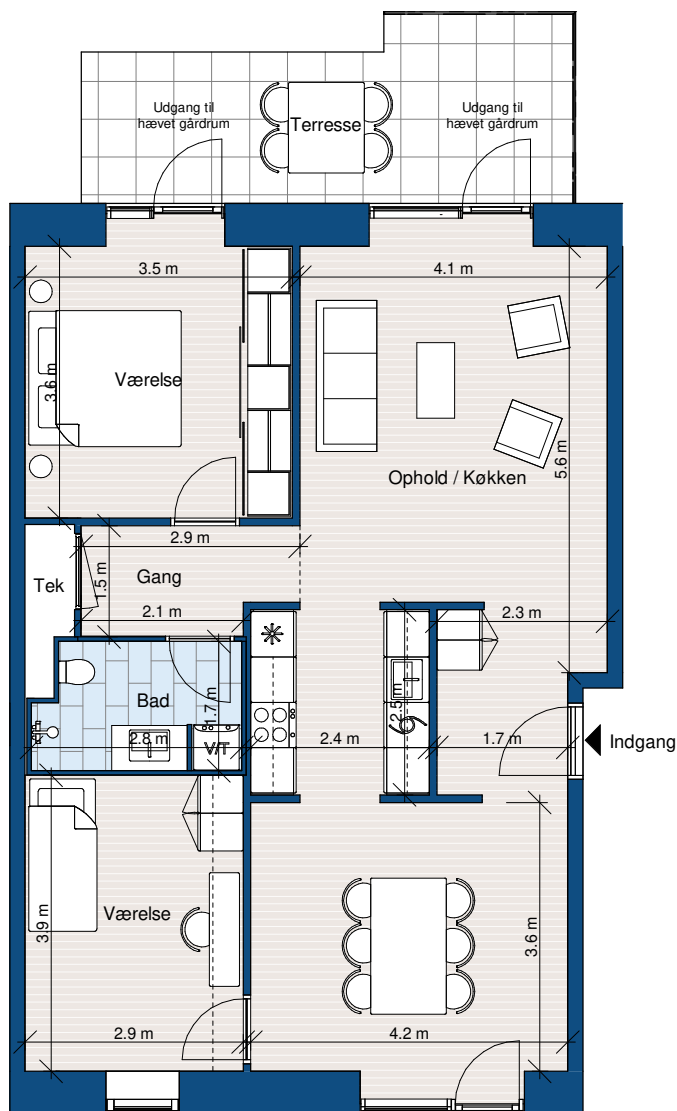 Udgang til
hævet gårdrum
Terresse
Udgang til
hævet gårdrum
3.5 m
4.1 m
Værelse
3.6 m
5.6 m
Ophold / Køkken
2.9 m
Tek
Gang
1.5 m
2.1 m
2.3 m
Bad
1.7 m
2.5 m
2.8 m
V/T
2.4 m
1.7 m
Indgang
Værelse
3.9 m
3.6 m
2.9 m
4.2 m